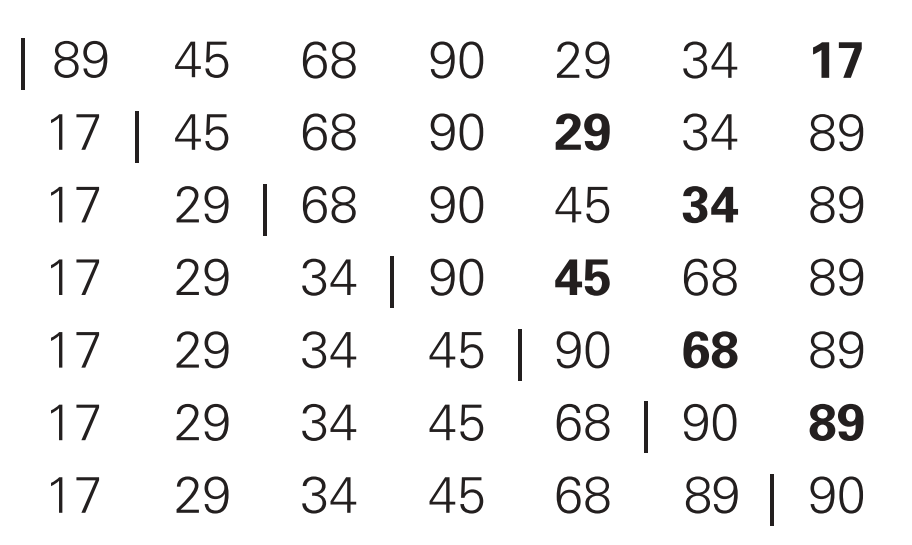 | 89 45 68 90 29 34 17
17 | 45 68 90 29 34 89
17 29 | 68 90 45 34 89
17 29 34 | 90 45 68 89
17 29 34 45 | 90 68 89
17 29 34 45 68 | 90 89
17 29 34 45 68 89 | 90